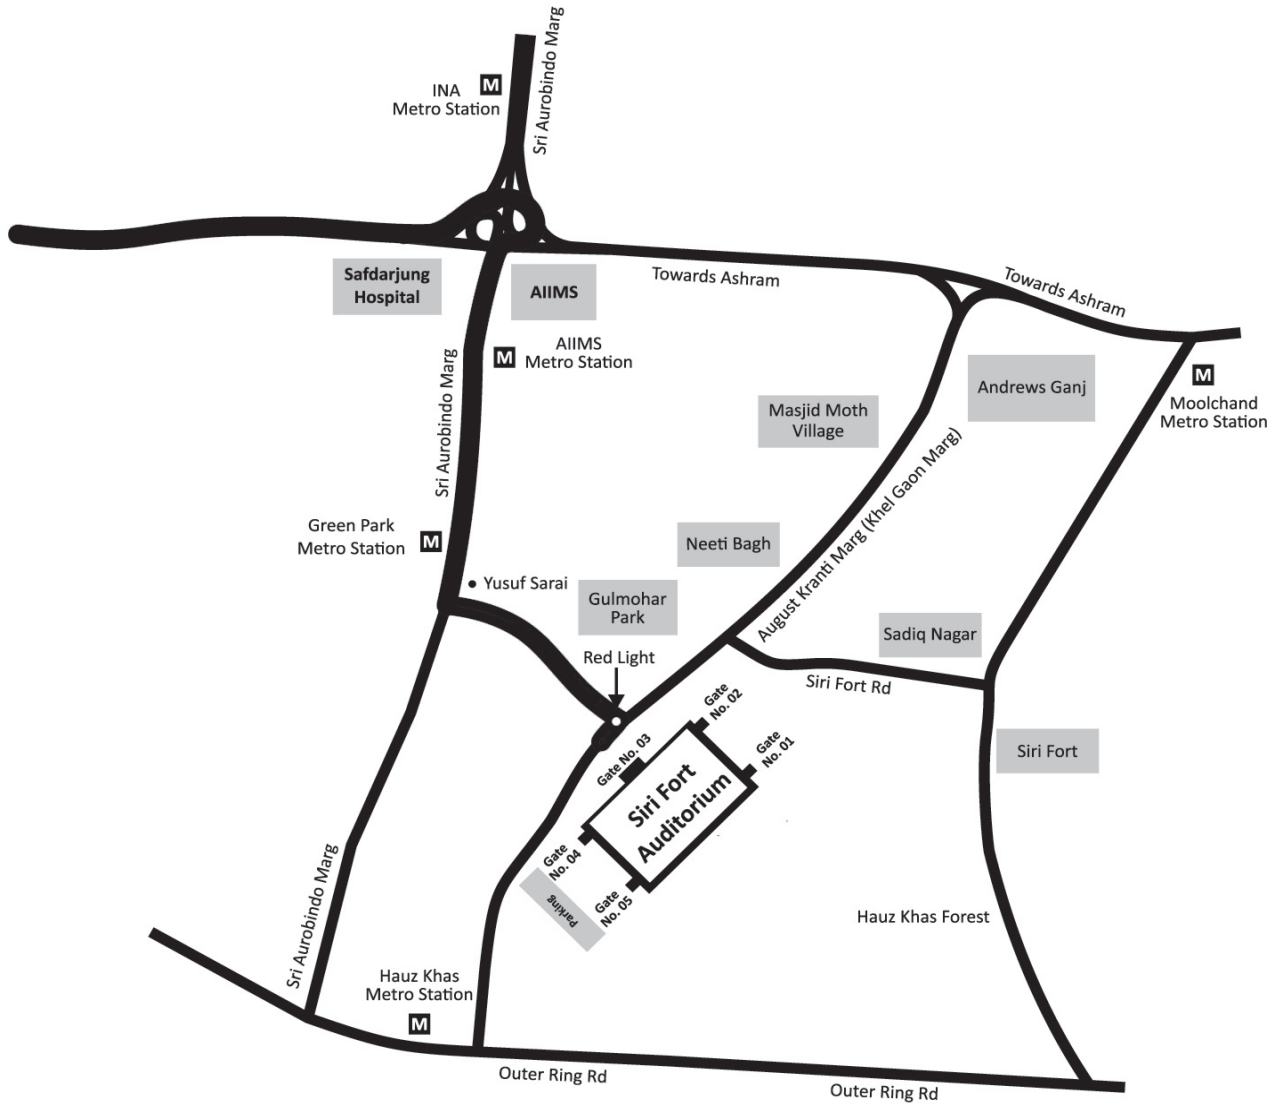 Sri Aurobindo Marg
M
INA
Metro Station
Safdarjung
Hospital
AIIMS
Towards Ashram
Towards Ashram
M
AIIMS
Metro Station
Sri Aurobindo Marg
Andrews Ganj
M
Moolchand
Metro Station
Masjid Moth
Village
August Kranti Marg (Khel Gaon Marg)
Green Park
Metro Station
M
Neeti Bagh
Yusuf Sarai
Gulmohar
Park
Sadiq Nagar
Red Light
Siri Fort Rd
Gate
No. 02
Gate
No. 01
Gate No. 03
Siri Fort
Siri Fort
Auditorium
Gate
No. 04
Gate
No. 05
Parking
Sri Aurobindo Marg
Hauz Khas Forest
Hauz Khas
Metro Station
M
Outer Ring Rd
Outer Ring Rd